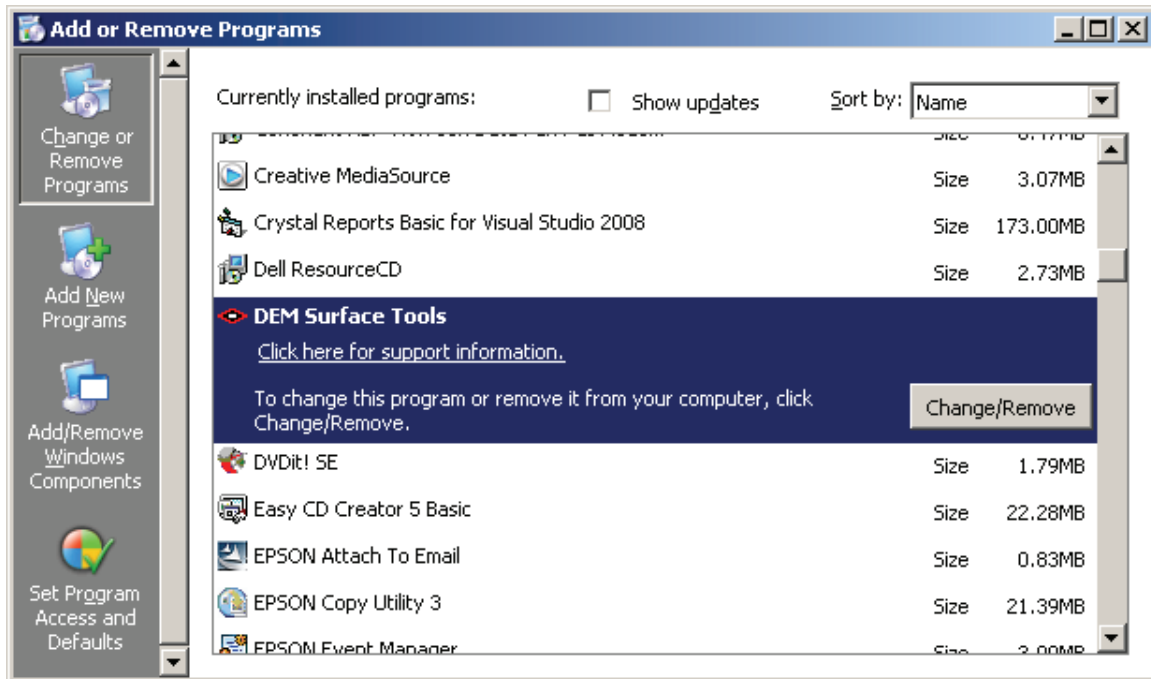 Add or Remove Programs
Change or
Remove
Programs
Add New
Programs
Add/Remove
Windows
Components
Set Program
Access and
Defaults
Currently installed programs: Show updates Sort by: Name
Creative MediaSource Size 3.07MB
Crystal Reports Basic for Visual Studio 2008 Size 173.00MB
Dell ResourceCD Size 2.73MB
DEM Surface Tools
Click here for support information.
To change this program or remove it from your computer, click
Change/Remove.
Change/Remove
DVDit! SE Size 1.79MB
Easy CD Creator 5 Basic Size 22.28MB
EPSON Attach To Email Size 0.83MB
EPSON Copy Utility 3 Size 21.39MB
EPSON Event Manager Size